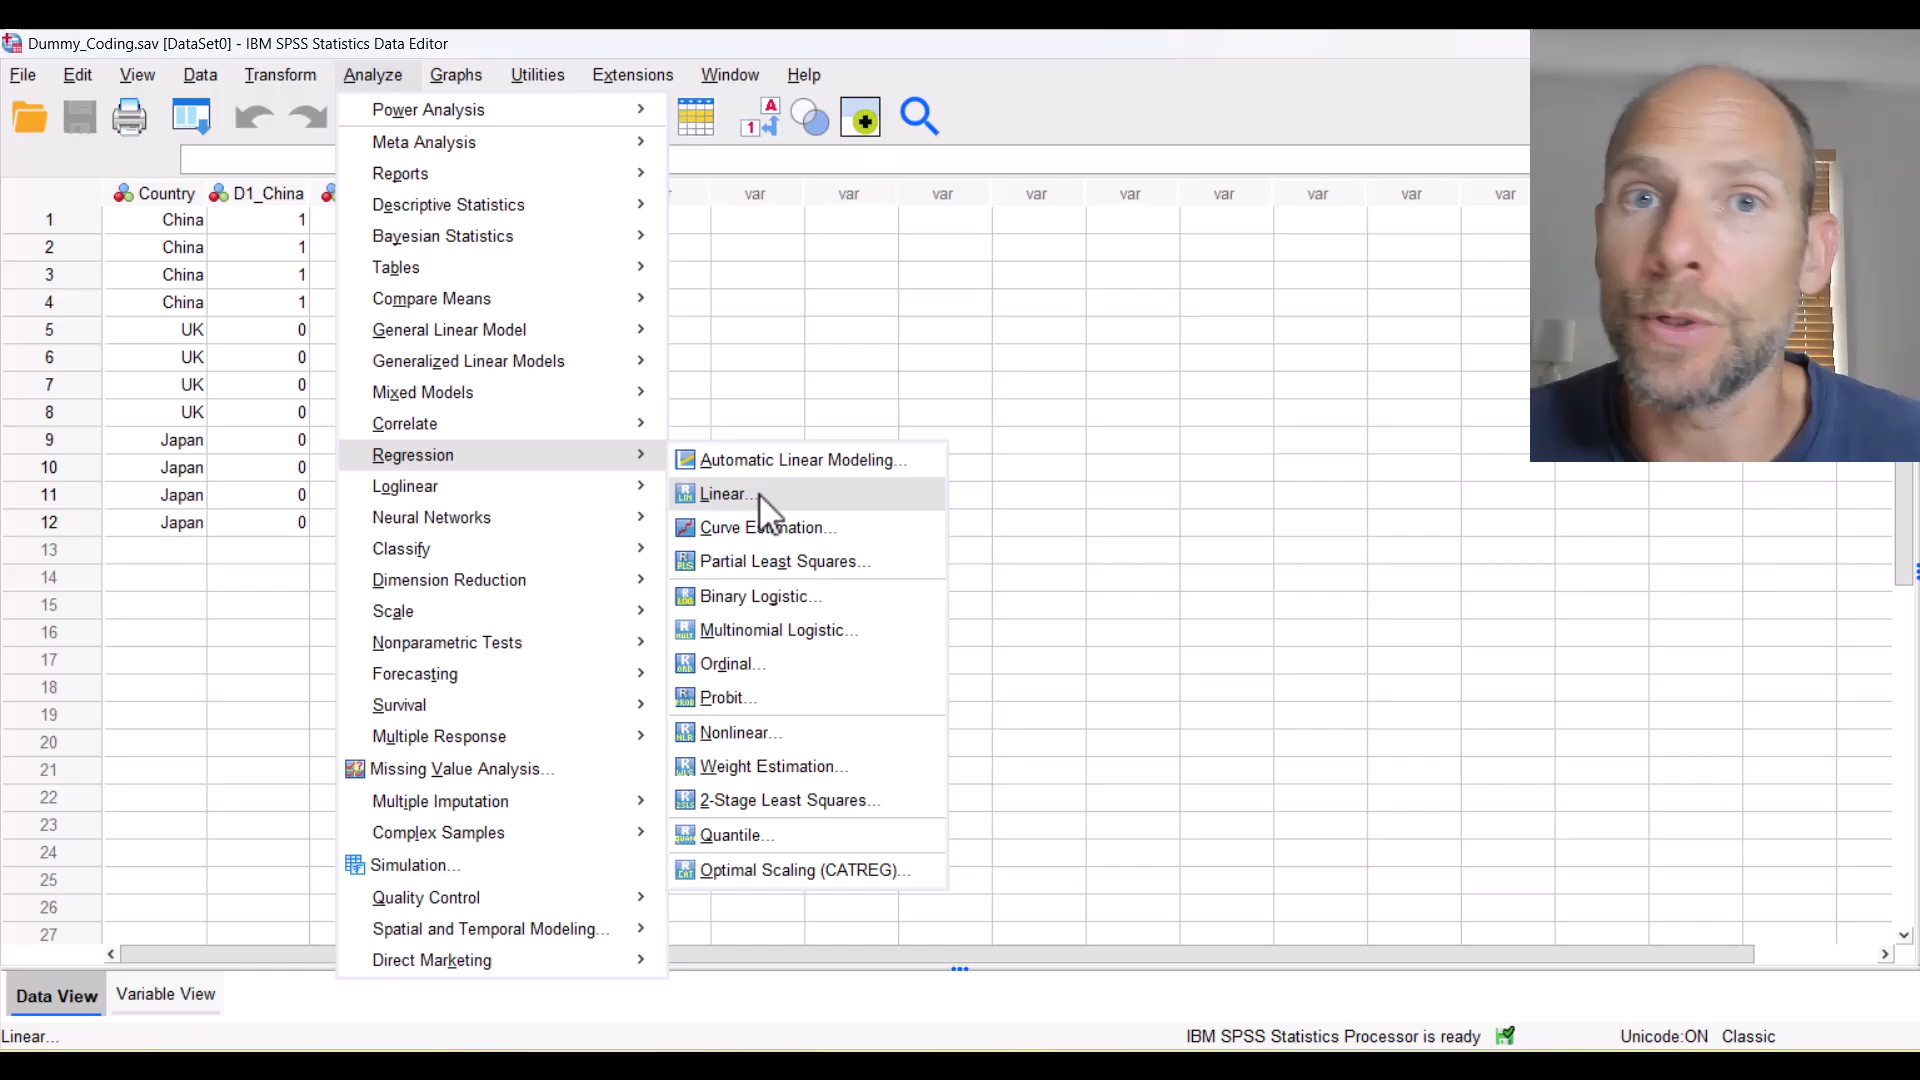 Dummy_Coding.sav [DataSet0] - IBM SPSS Statistics Data Editor
File Edit View Data Transform Analyze Graphs Utilities Extensions Window Help
Country D1_China var var var var var var var var var
1 China 1
2 China 1
3 China 1
4 China 1
5 UK 0
6 UK 0
7 UK 0
8 UK 0
9 Japan 0
10 Japan 0
11 Japan 0
12 Japan 0
13
14
15
16
17
18
19
20
21
22
23
24
25
26
27
Power Analysis
Meta Analysis
Reports
Descriptive Statistics
Bayesian Statistics
Tables
Compare Means
General Linear Model
Generalized Linear Models
Mixed Models
Correlate
Regression
Loglinear
Neural Networks
Classify
Dimension Reduction
Scale
Nonparametric Tests
Forecasting
Survival
Multiple Response
Missing Value Analysis...
Multiple Imputation
Complex Samples
Simulation...
Quality Control
Spatial and Temporal Modeling...
Direct Marketing
Automatic Linear Modeling...
Linear...
Curve Estimation...
Partial Least Squares...
Binary Logistic...
Multinomial Logistic...
Ordinal...
Probit...
Nonlinear...
Weight Estimation...
2-Stage Least Squares...
Quantile...
Optimal Scaling (CATREG)...
Data View Variable View
Linear... IBM SPSS Statistics Processor is ready Unicode:ON Classic